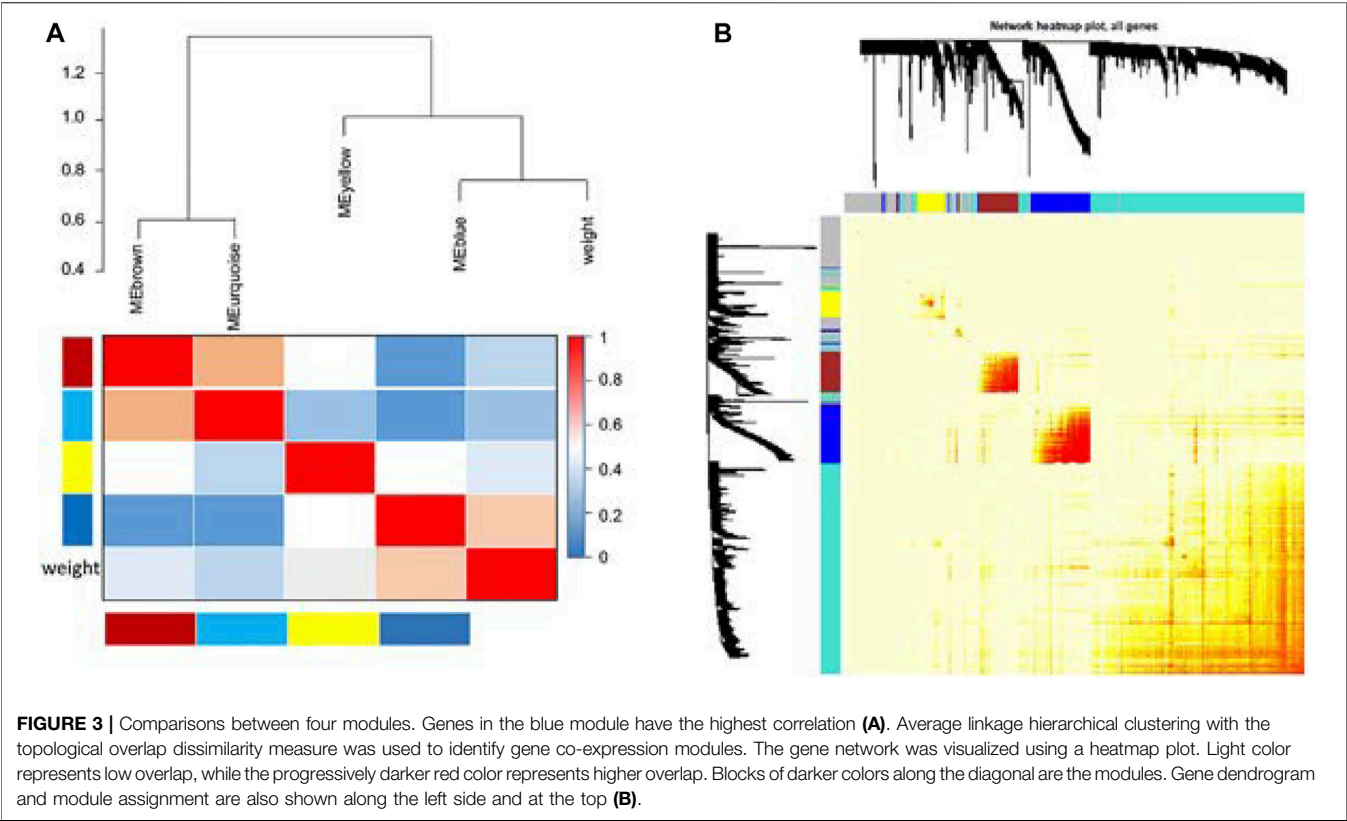 A
B
Network heatmap plot, all genes
1.2
1.0
0.8
0.6
0.4
MEbrown
MEurquoise
MEyellow
MEblue
weight
1
0.8
0.6
0.4
0.2
0
weight
FIGURE 3 | Comparisons between four modules. Genes in the blue module have the highest correlation (A). Average linkage hierarchical clustering with the
topological overlap dissimilarity measure was used to identify gene co-expression modules. The gene network was visualized using a heatmap plot. Light color
represents low overlap, while the progressively darker red color represents higher overlap. Blocks of darker colors along the diagonal are the modules. Gene dendrogram
and module assignment are also shown along the left side and at the top (B).